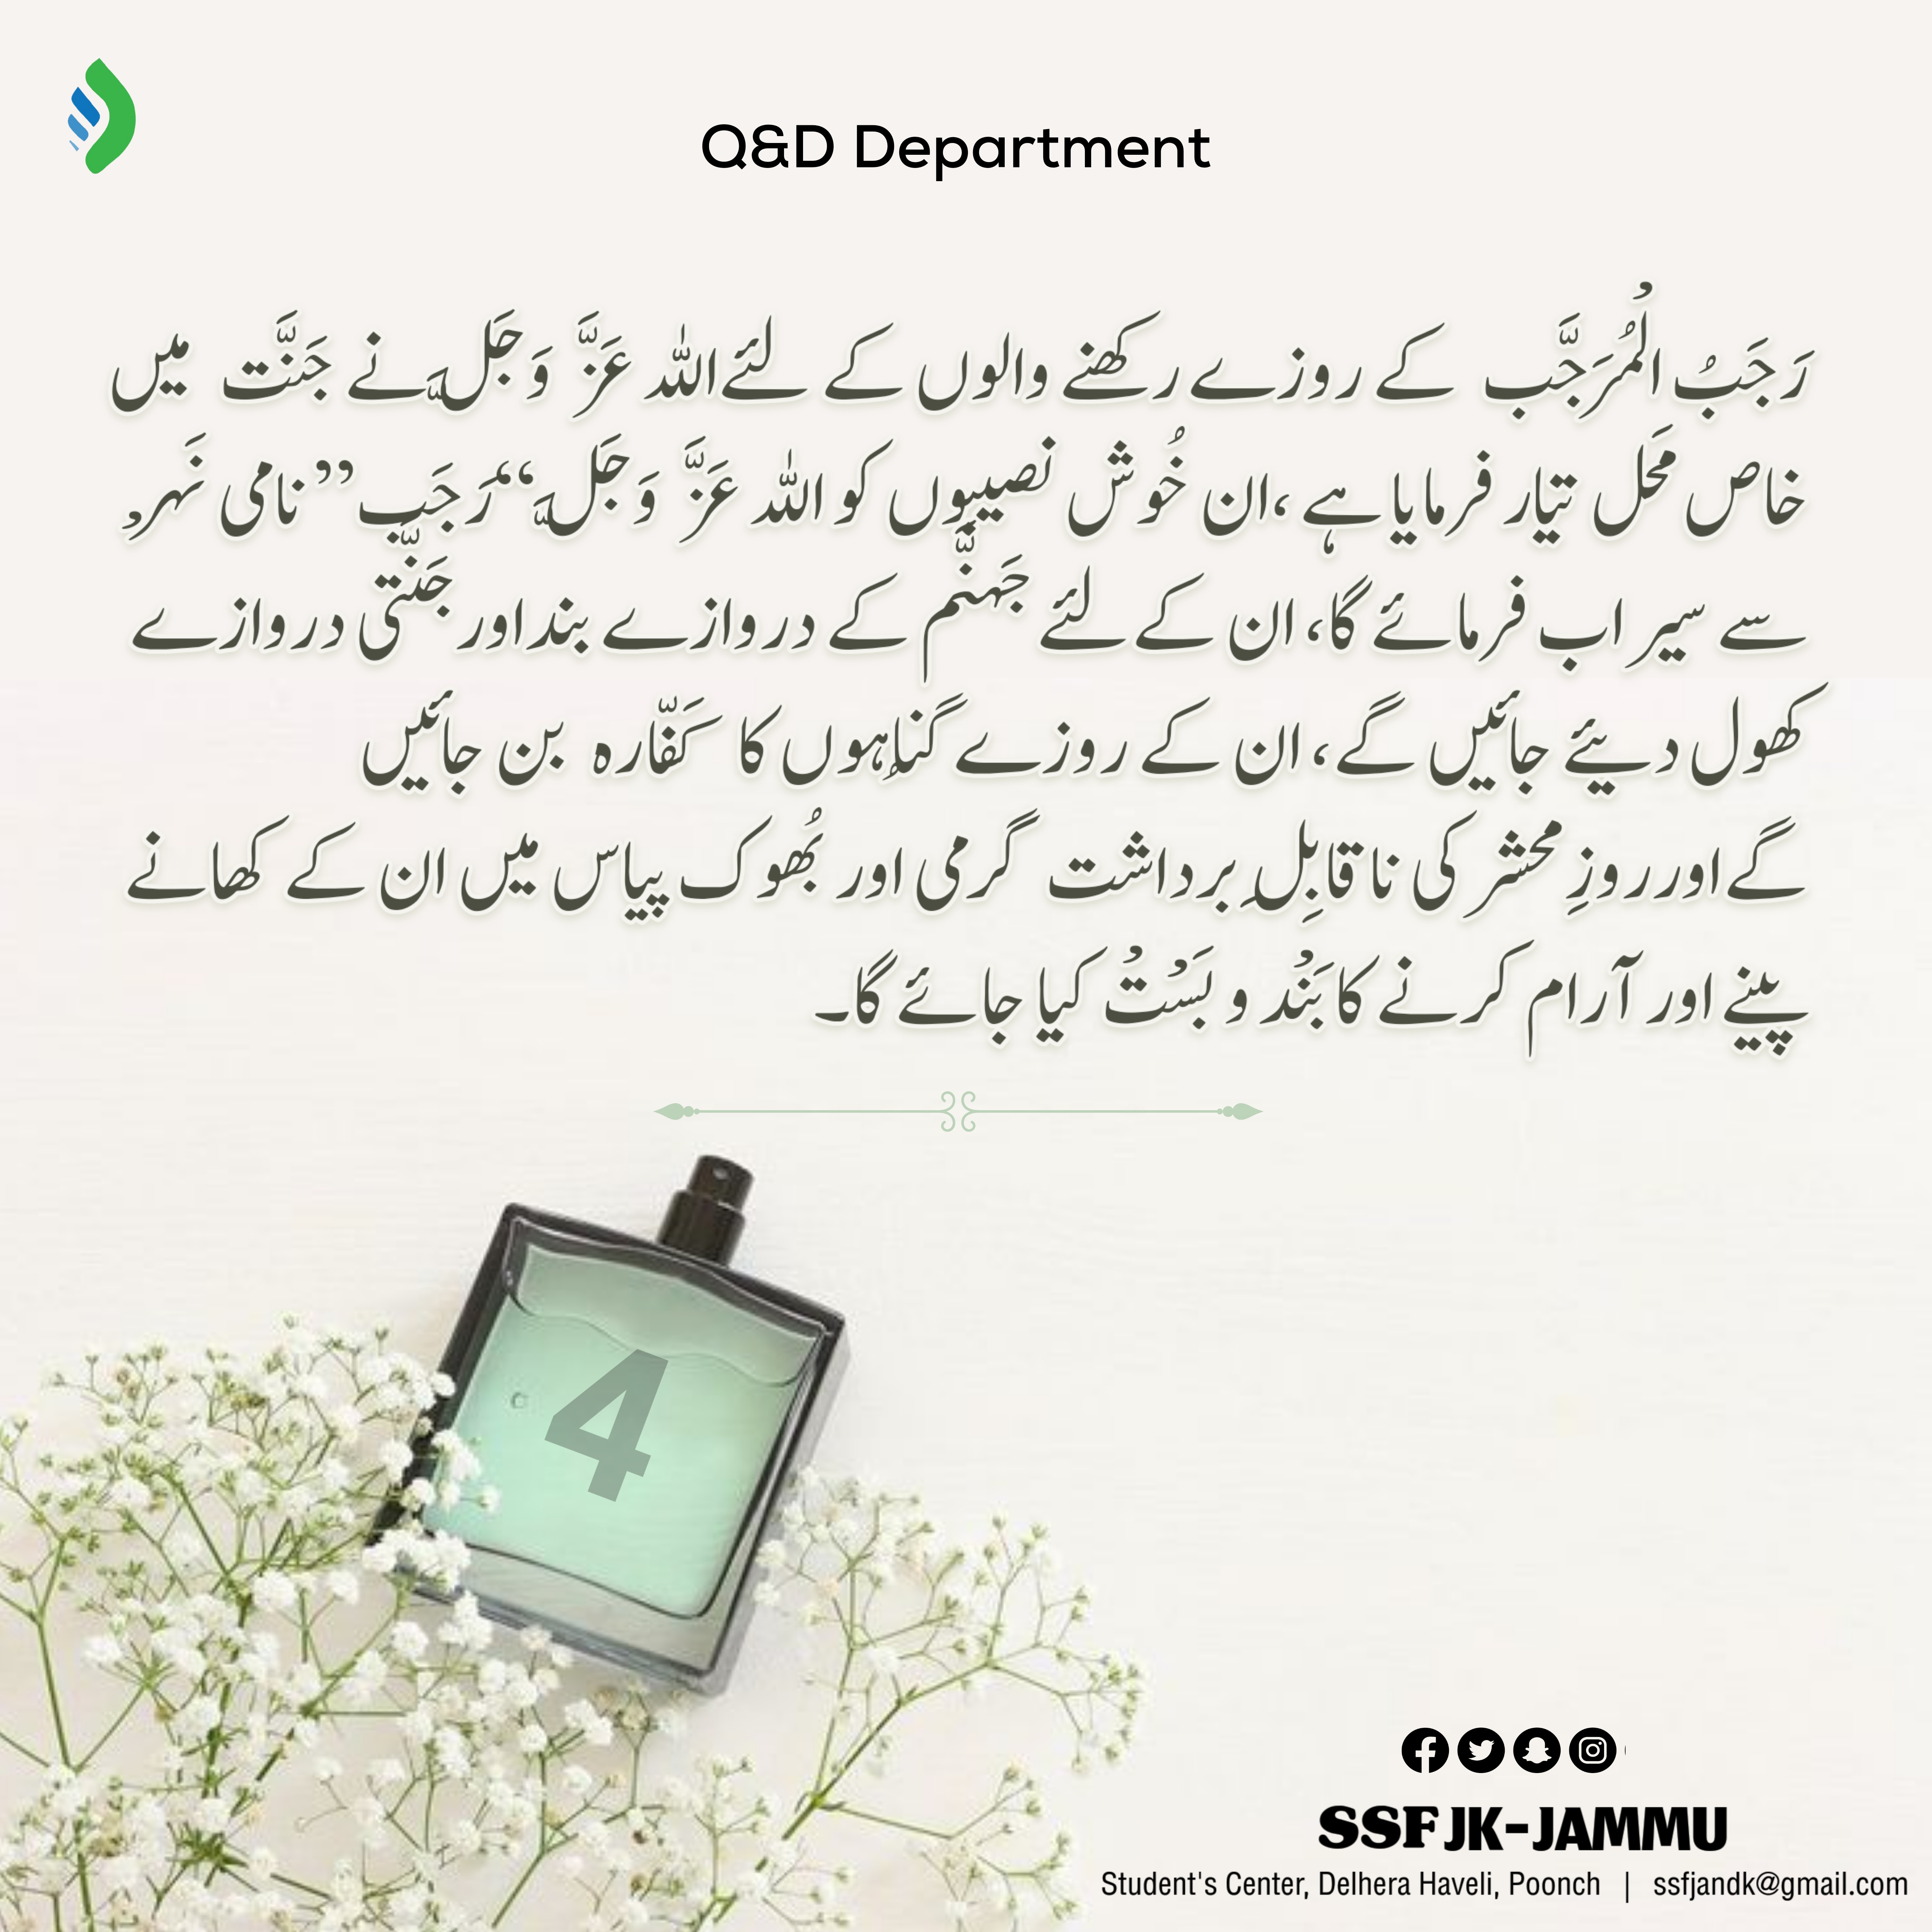 Q&D Department
رَجَبُ الْمُرَجَّب کے روزے رکھنے والوں کے لئے اللہ عَزَّ وَجَلَّ نے جَنَّت میں
خاص مَحَل تیّار فرمایا ہے ،ان خُوش نصیبوں کو اللہ عَزَّ وَجَلَّ “رَجَب” نامی نَہْر
سے سیراب فرمائے گا، ان کے لئے جَہنَّم کے دروازے بند اور جَنَّتی دروازے
کھول دیئے جائیں گے، ان کے روزے گناہوں کا کَفّارہ بن جائیں
گے اور روزِ محشر کی ناقابِلِ برداشت گرمی اور بُھوک پیاس میں ان کے کھانے
پینے اور آرام کرنے کا بَنْد و بَسْتْ کیا جائے گا۔
4
SSF JK-JAMMU
Student's Center, Delhera Haveli, Poonch | ssfjandk@gmail.com